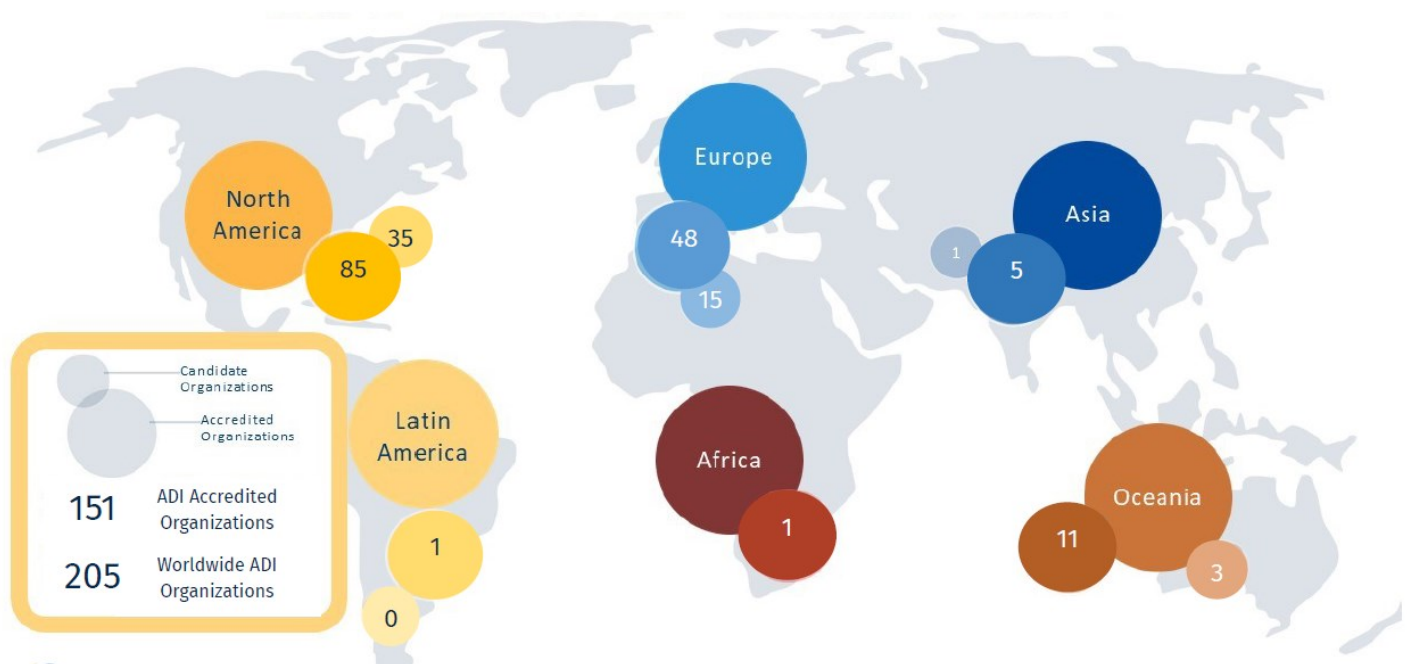 North
America
35
85
Europe
48
15
Asia
1
5
Candidate
Organizations
Accredited
Organizations
151
ADI Accredited
Organizations
205
Worldwide ADI
Organizations
Latin
America
1
0
Africa
1
Oceania
11
3